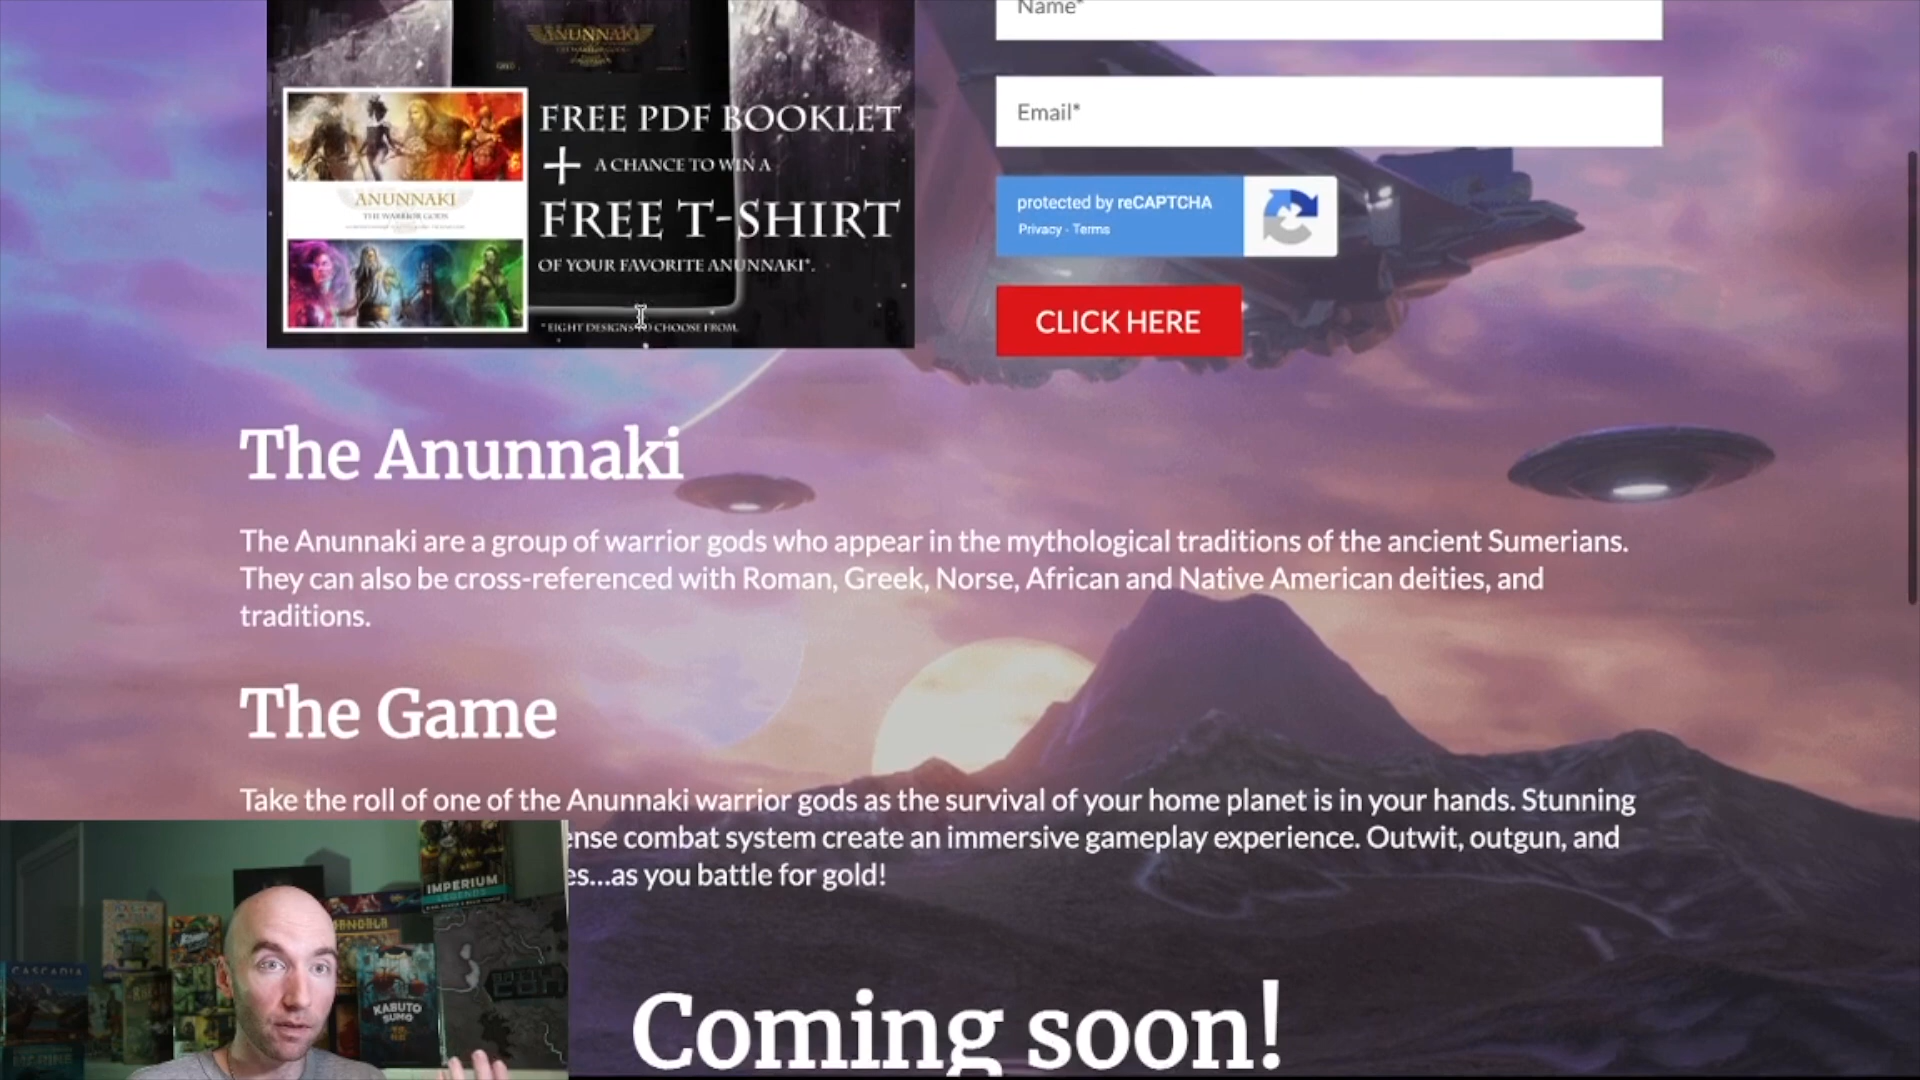 Name*
ANUNNAKI
Email*
FREE PDF BOOKLET
+ A CHANCE TO WIN A
FREE T-SHIRT
OF YOUR FAVORITE ANUNNAKI*.
* EIGHT DESIGNS TO CHOOSE FROM.
ANUNNAKI
THE WARRIOR GODS
protected by reCAPTCHA
Privacy - Terms
CLICK HERE
The Anunnaki
The Anunnaki are a group of warrior gods who appear in the mythological traditions of the ancient Sumerians.
They can also be cross-referenced with Roman, Greek, Norse, African and Native American deities, and
traditions.
The Game
Take the roll of one of the Anunnaki warrior gods as the survival of your home planet is in your hands. Stunning
ense combat system create an immersive gameplay experience. Outwit, outgun, and
es...as you battle for gold!
Coming soon!
IMPERIUM
LEGENDS
CASCADIA
KABUTO
SUMO